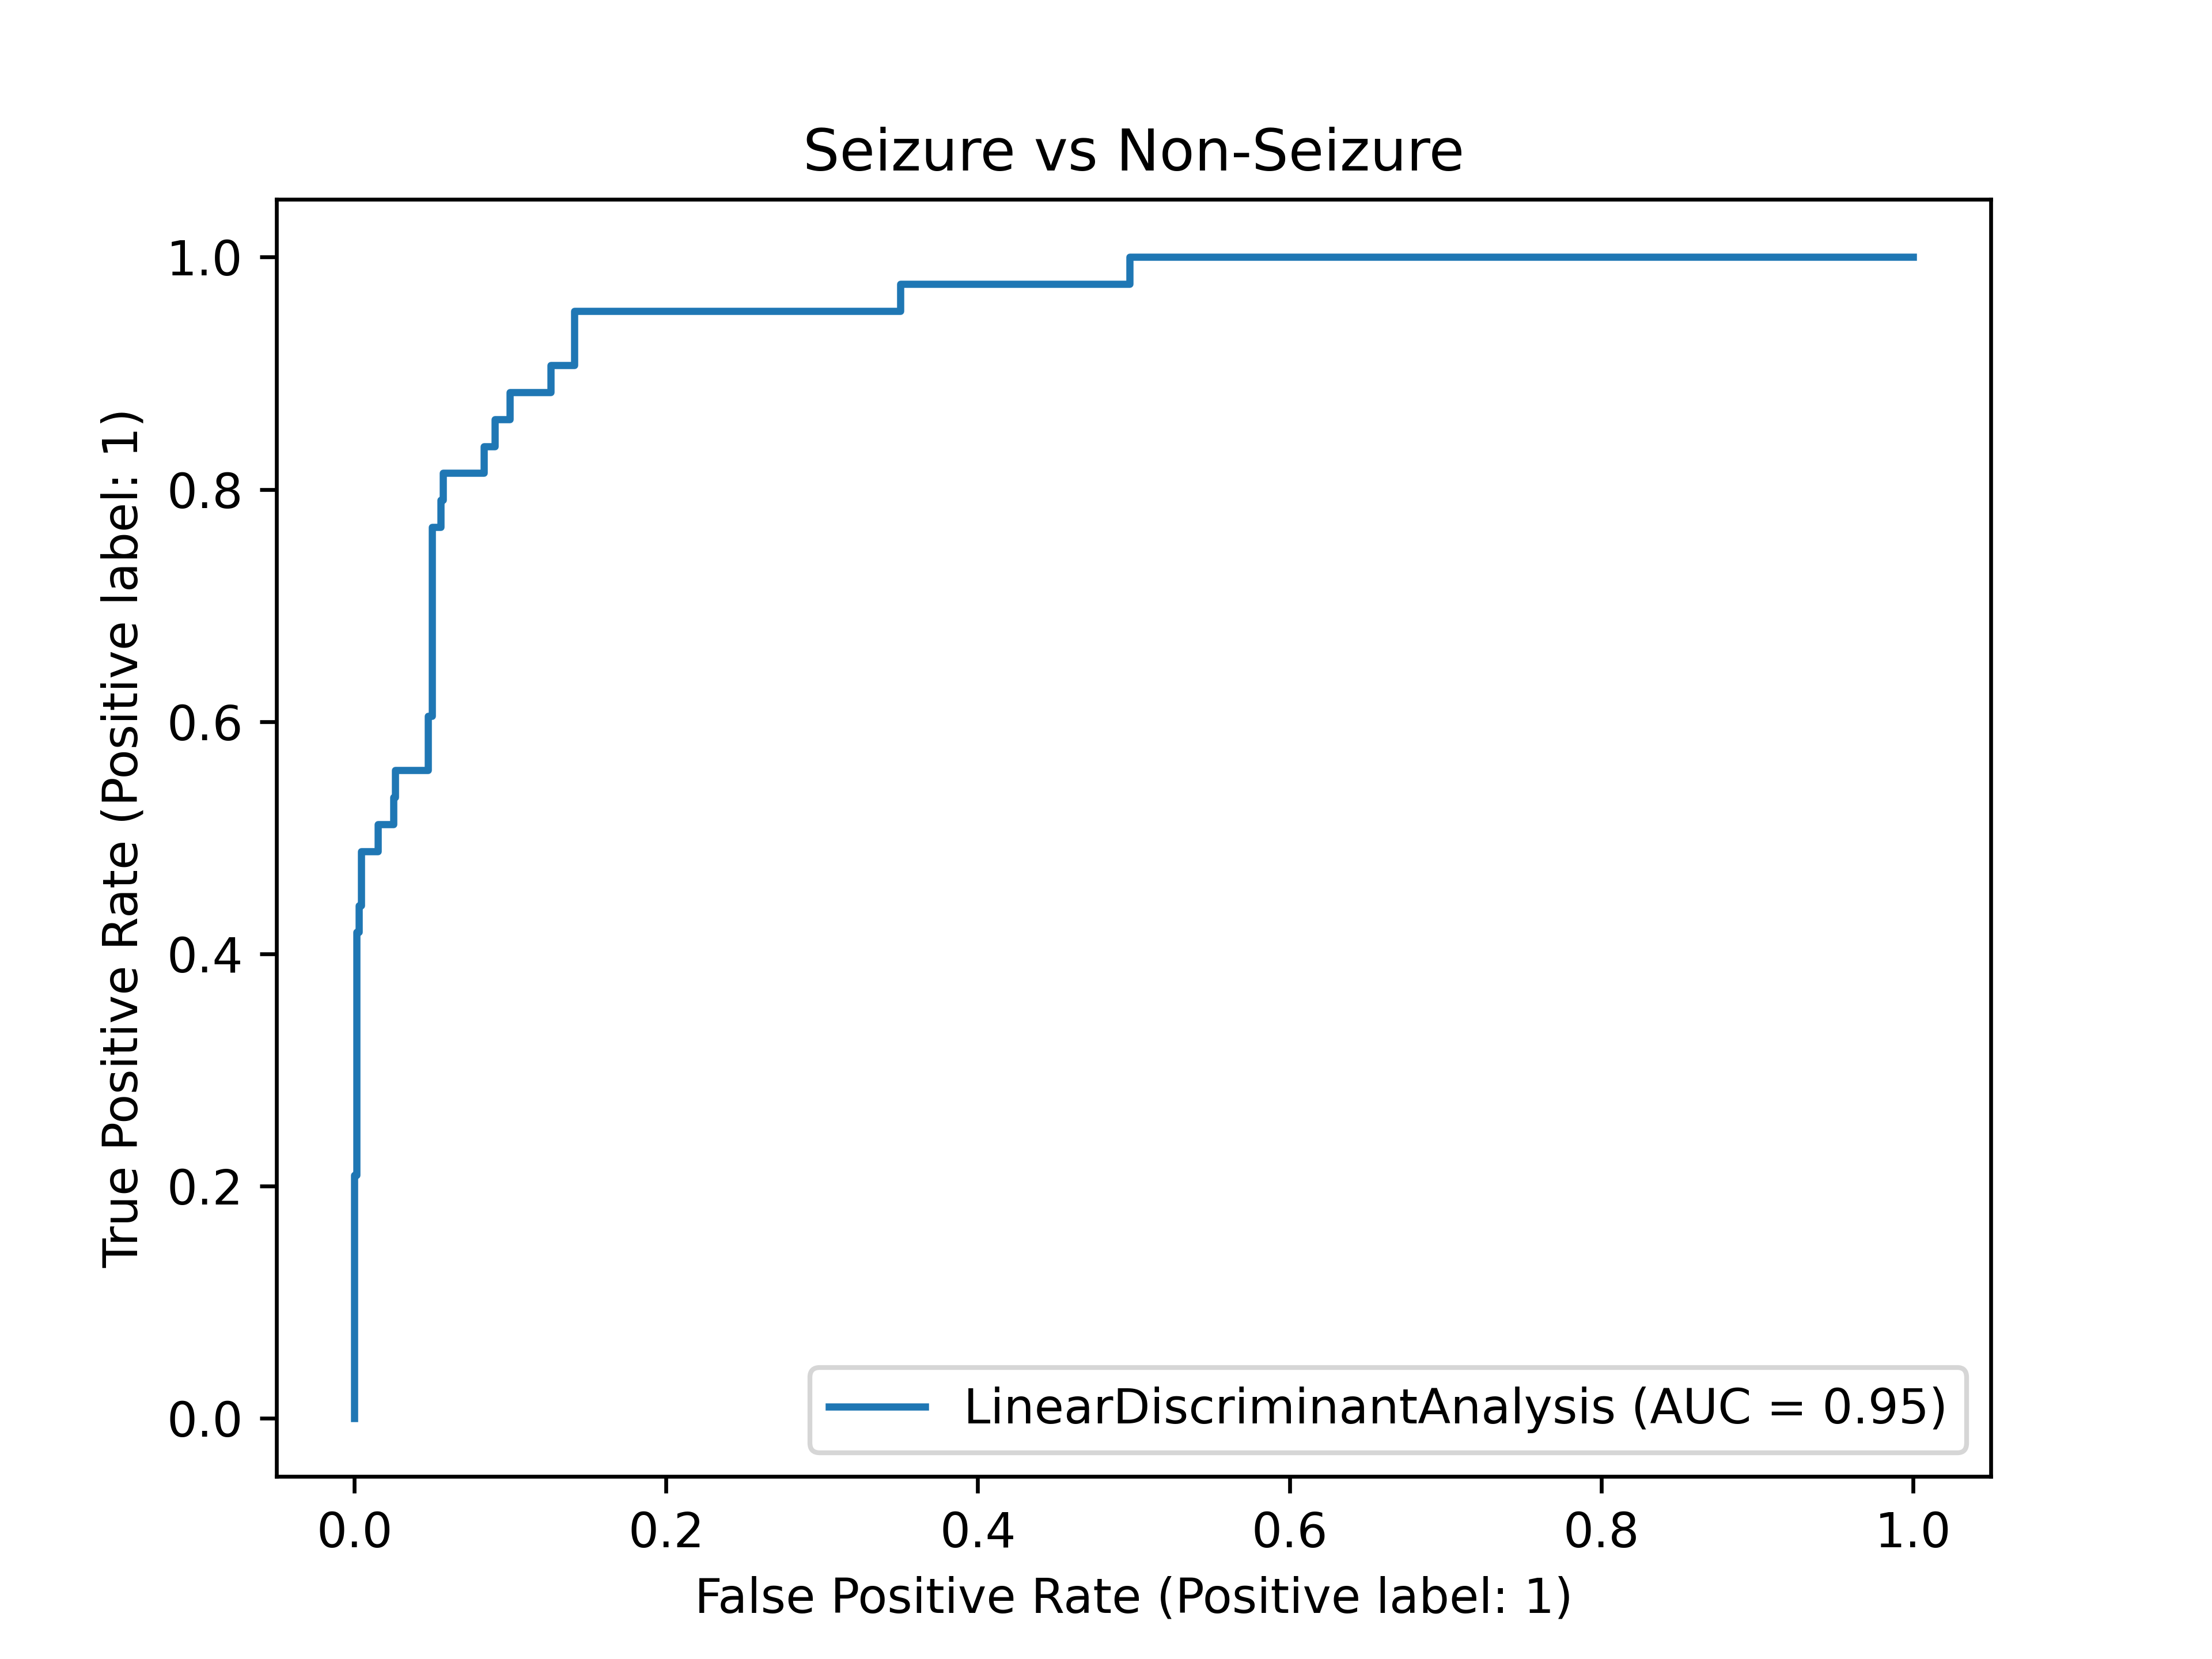 Seizure vs Non-Seizure
True Positive Rate (Positive label: 1)
1.0
0.8
0.6
0.4
0.2
0.0
LinearDiscriminantAnalysis (AUC = 0.95)
0.0 0.2 0.4 0.6 0.8 1.0
False Positive Rate (Positive label: 1)